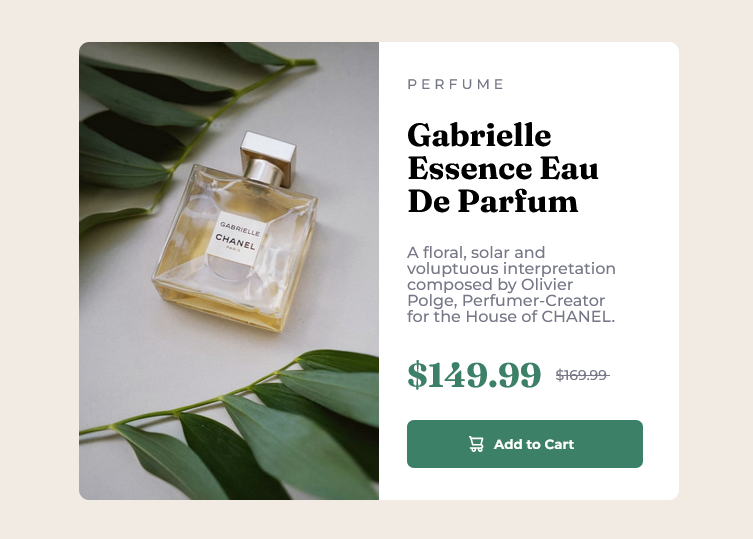 GABRIELLE
CHANEL
PARIS
PERFUME
Gabrielle
Essence Eau
De Parfum
A floral, solar and
voluptuous interpretation
composed by Olivier
Polge, Perfumer-Creator
for the House of CHANEL.
$149.99 $169.99
Add to Cart